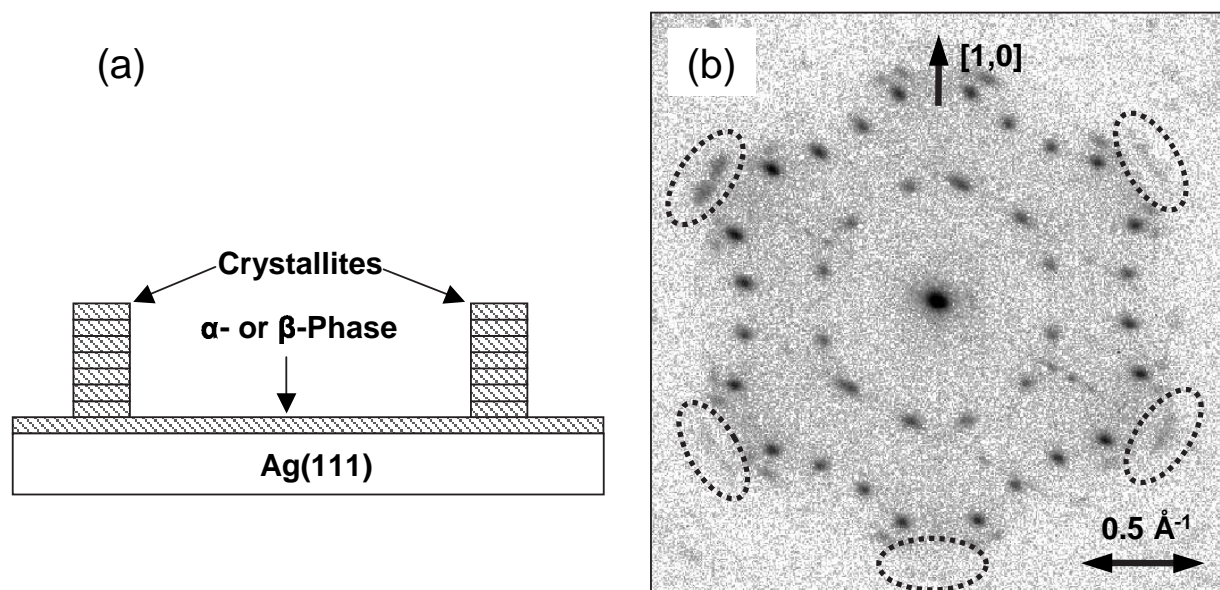 (a)
Crystallites
α- or β-Phase
Ag(111)
(b)
[1,0]
0.5 Å-1